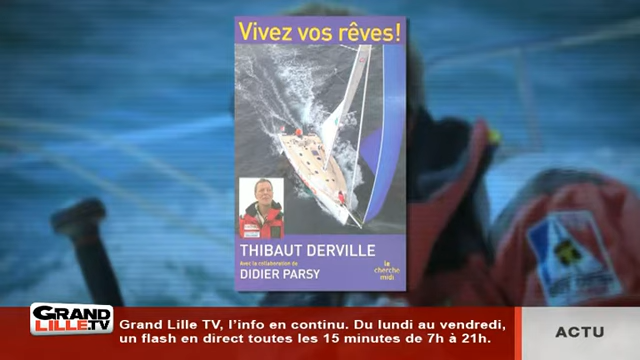 Vivez vos rêves!
THIBAUT DERVILLE
Avec la collaboration de
DIDIER PARSY
le
cherche
midi
GRAND
LILLE.TV
Grand Lille TV, l'info en continu. Du lundi au vendredi,
un flash en direct toutes les 15 minutes de 7h à 21h.
ACTU